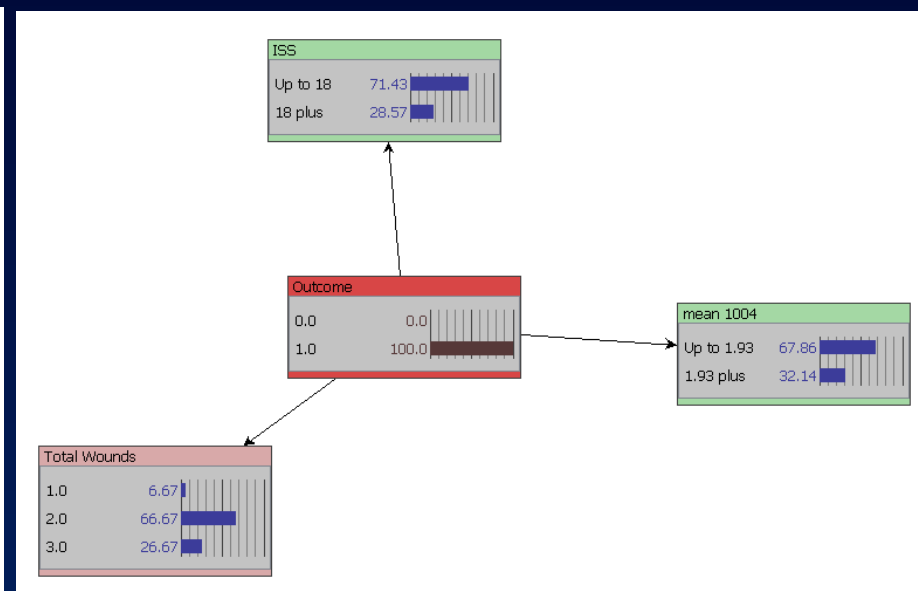 ISS
Up to 18 71.43
18 plus 28.57
Outcome
0.0 0.0
1.0 100.0
mean 1004
Up to 1.93 67.86
1.93 plus 32.14
Total Wounds
1.0 6.67
2.0 66.67
3.0 26.67